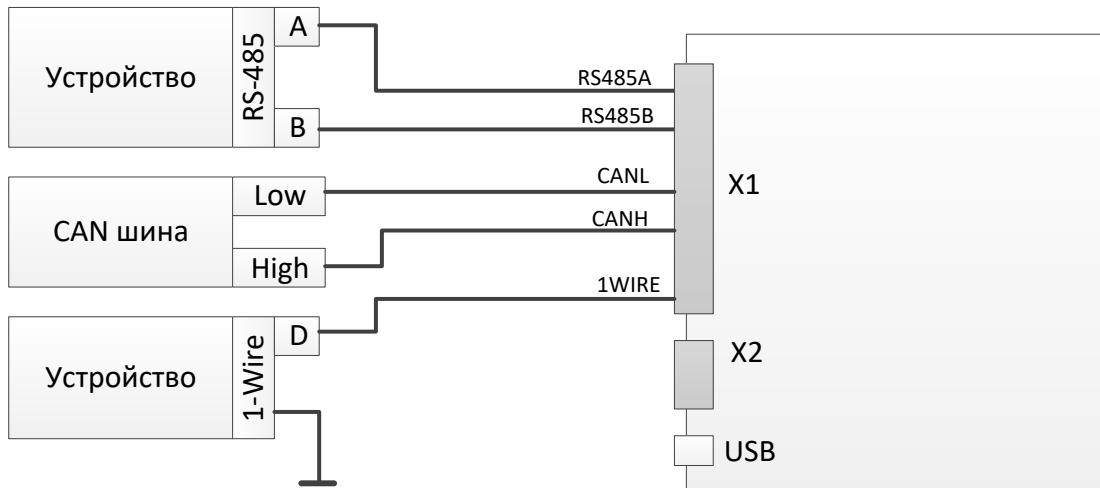 Устройство
RS-485
A
B
RS485A
RS485B
CAN шина
Low
High
CANL
CANH
Устройство
1-Wire
D
1WIRE
X1
X2
USB